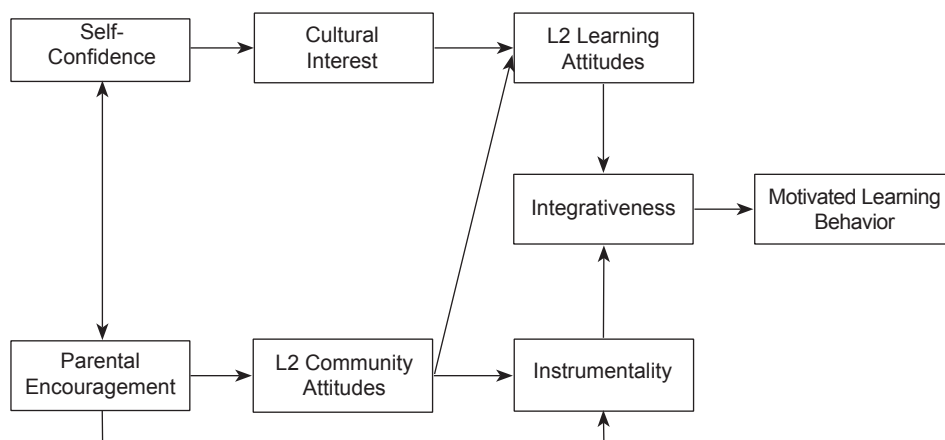 Self-
Confidence
Cultural
Interest
L2 Learning
Attitudes
Integrativeness
Motivated Learning
Behavior
Parental
Encouragement
L2 Community
Attitudes
Instrumentality